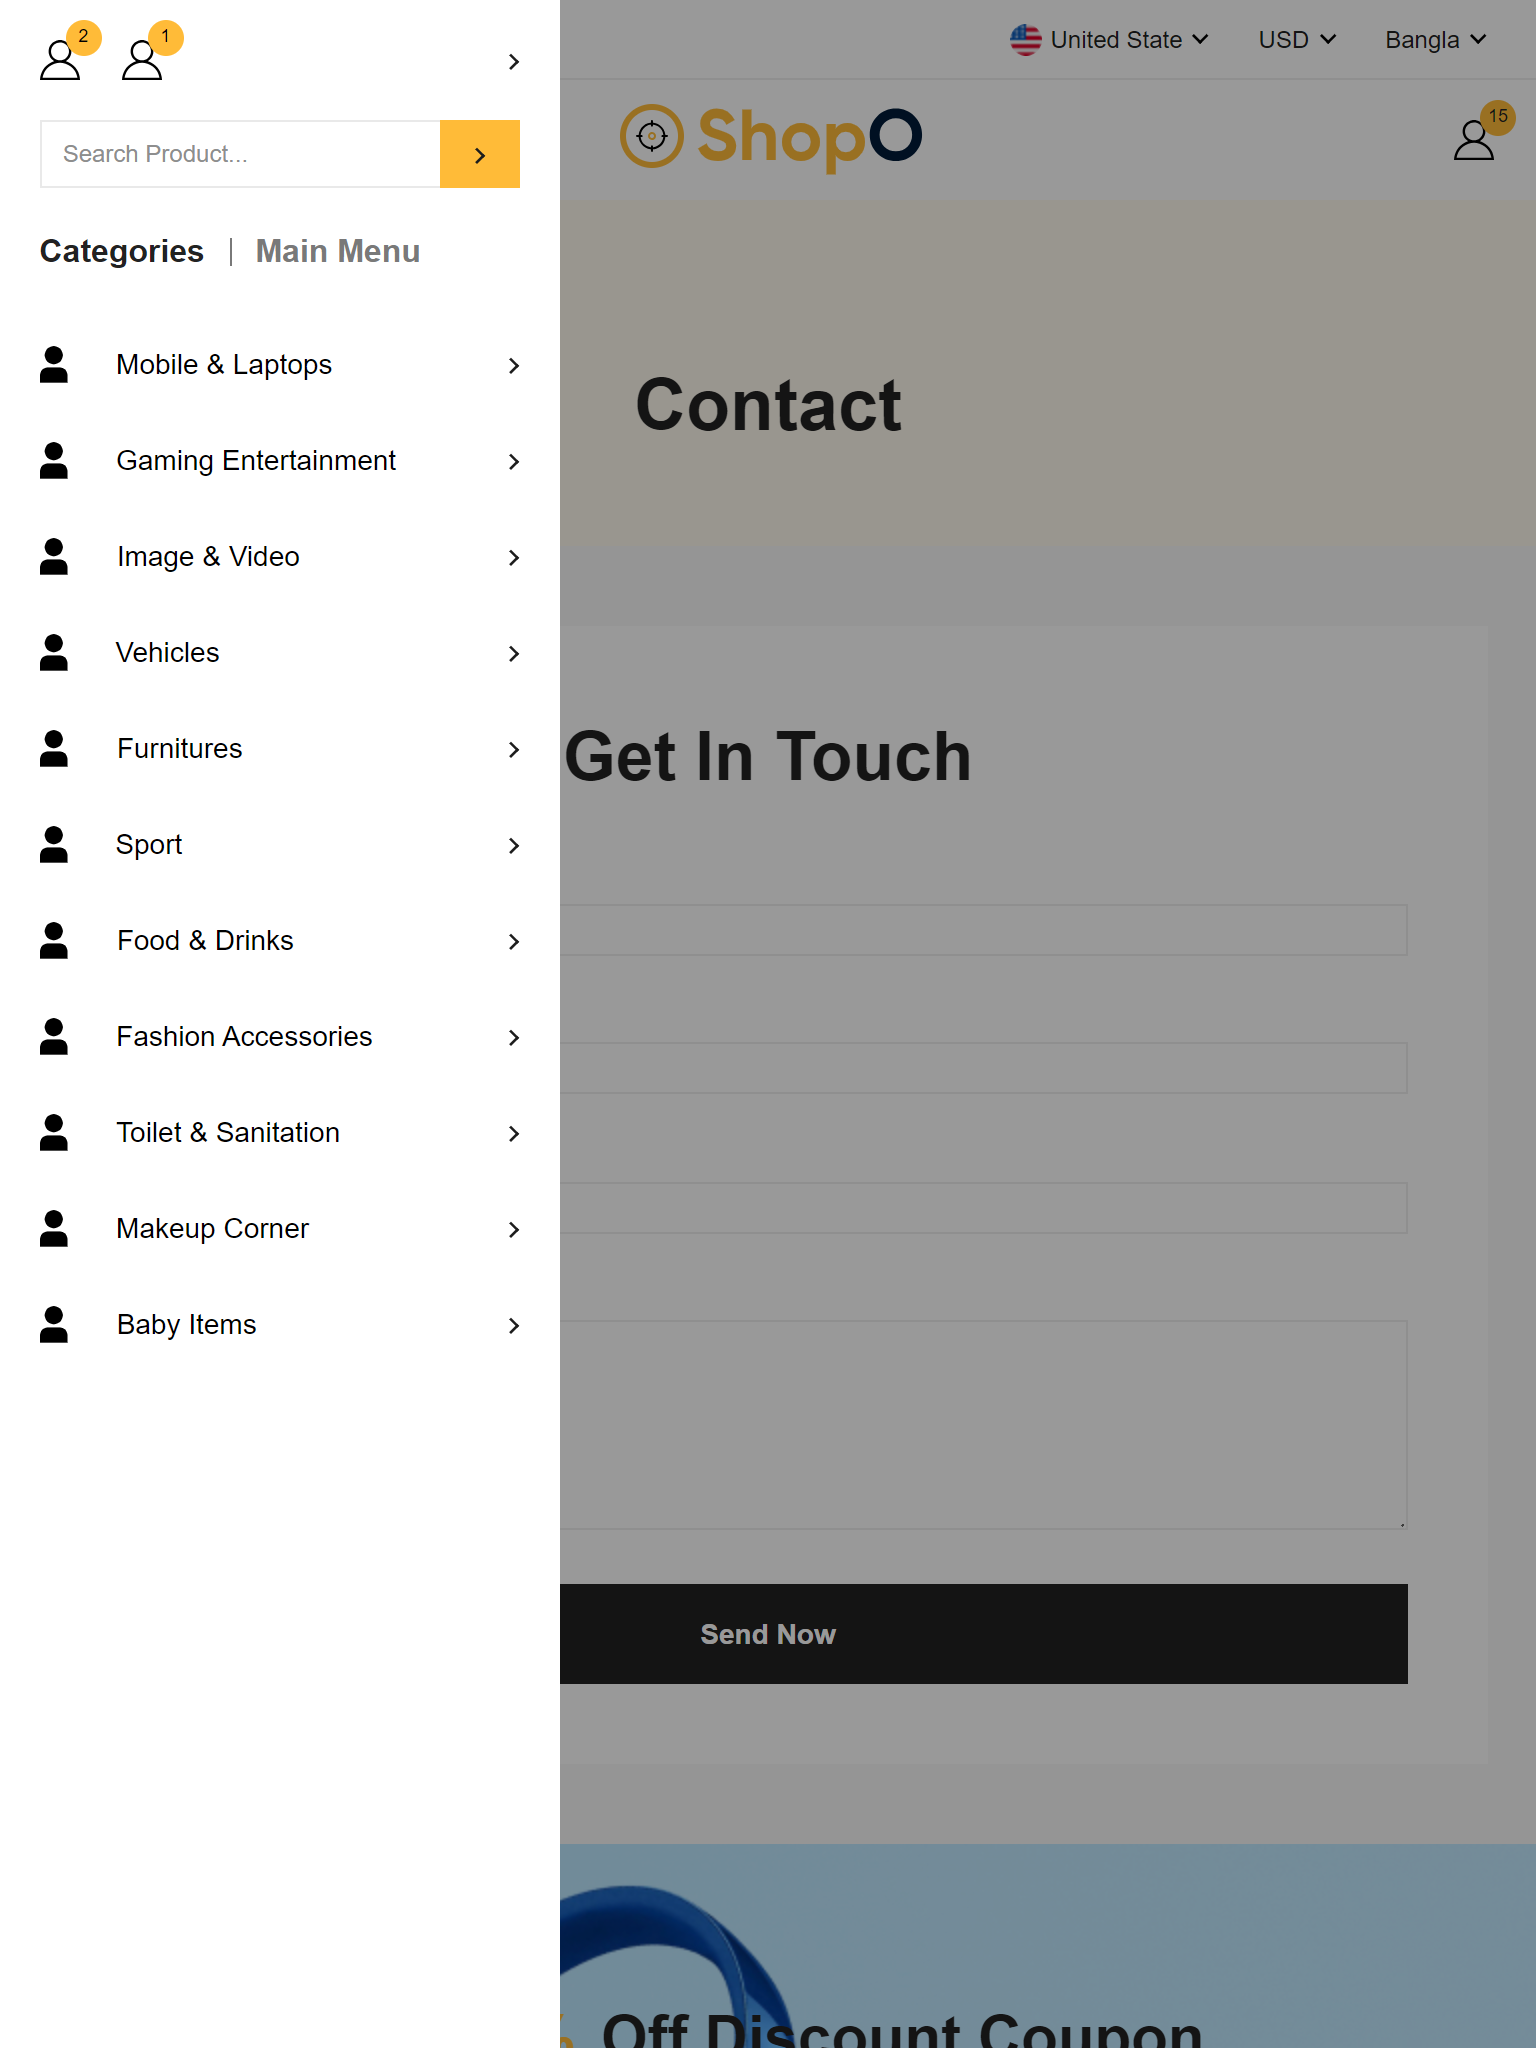 2 1
United State USD Bangla
ShopO
15
Search Product...
Categories | Main Menu
Contact
Mobile & Laptops
Gaming Entertainment
Image & Video
Vehicles
Furnitures
Sport
Food & Drinks
Fashion Accessories
Toilet & Sanitation
Makeup Corner
Baby Items
Get In Touch
Send Now
% Off Discount Coupon